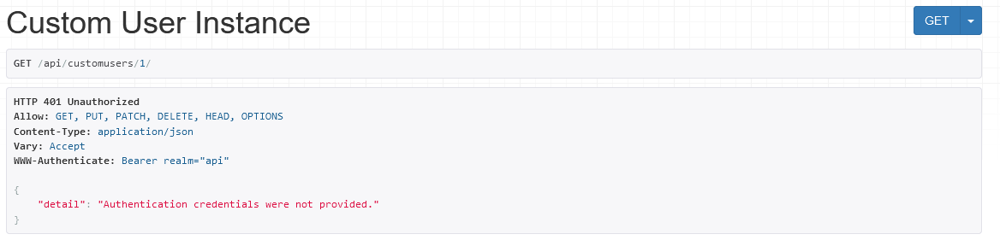 Custom User Instance
GET
GET /api/customusers/1/
HTTP 401 Unauthorized
Allow: GET, PUT, PATCH, DELETE, HEAD, OPTIONS
Content-Type: application/json
Vary: Accept
WWW-Authenticate: Bearer realm="api"
{
    "detail": "Authentication credentials were not provided."
}